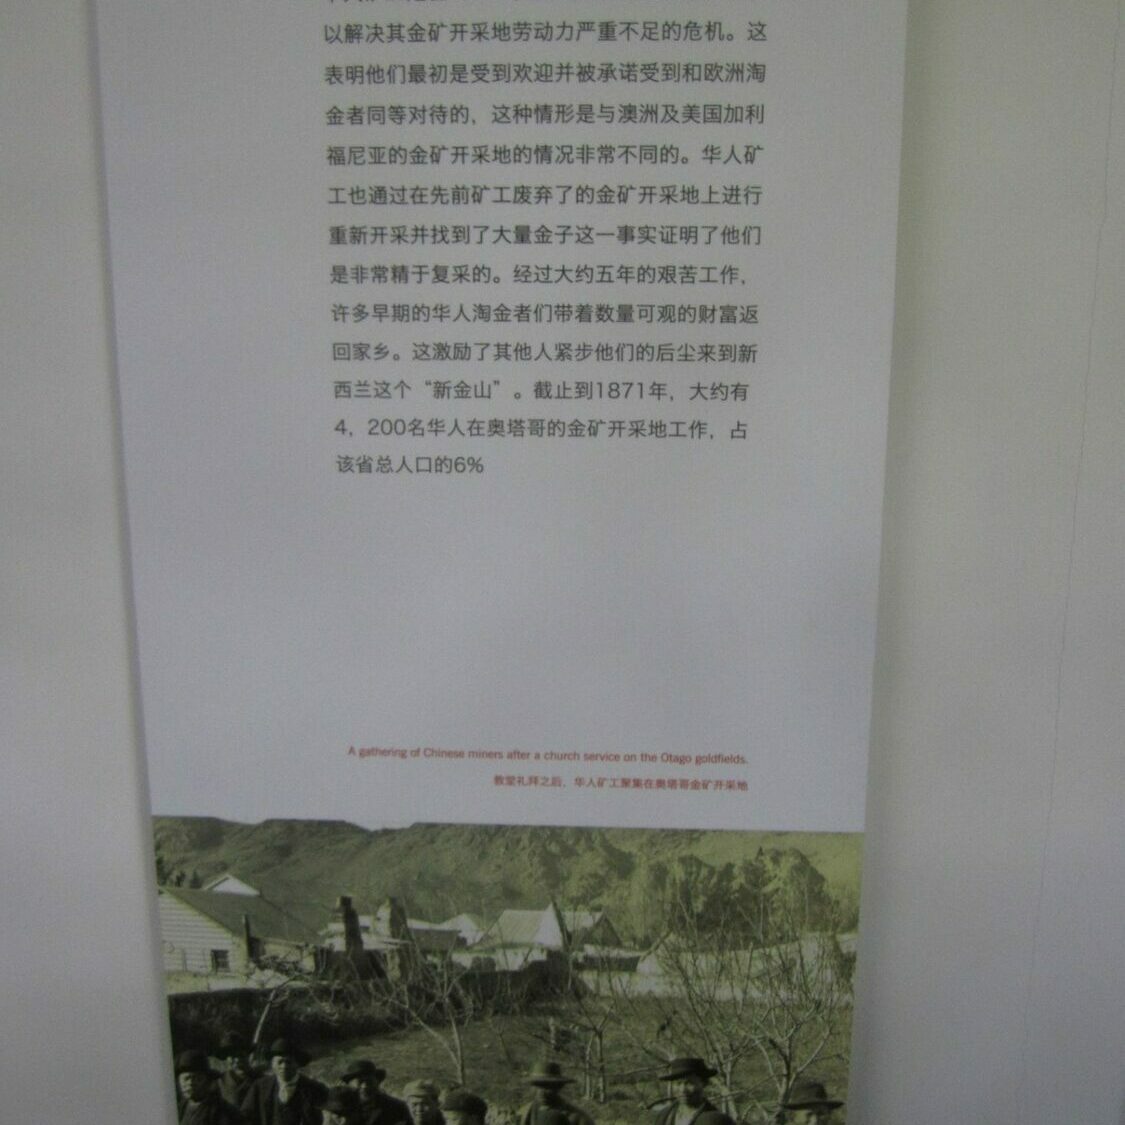 以解决其金矿开采地劳动力严重不足的危机。这
表明他们最初是受到欢迎并被承诺受到和欧洲淘
金者同等对待的，这种情形是与澳洲及美国加利
福尼亚的金矿开采地的情况非常不同的。华人矿
工也通过在先前矿工废弃了的金矿开采地上进行
重新开采并找到了大量金子这一事实证明了他们
是非常精于复采的。经过大约五年的艰苦工作，
许多早期的华人淘金者们带着数量可观的财富返
回家乡。这激励了其他人紧步他们的后尘来到新
西兰这个“新金山”。截止到1871年，大约有
4，200名华人在奥塔哥的金矿开采地工作，占
该省总人口的6%
A gathering of Chinese miners after a church service on the Otago goldfields.
教堂礼拜之后，华人矿工聚集在奥塔哥金矿开采地